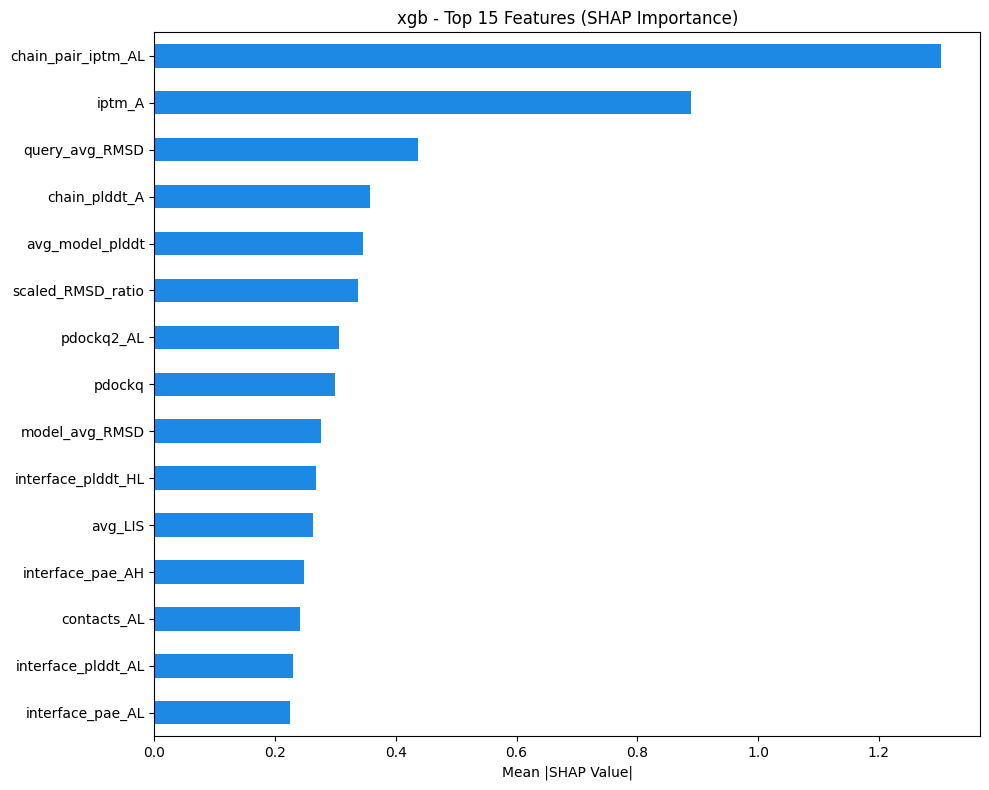 xgb - Top 15 Features (SHAP Importance)
chain_pair_iptm_AL
iptm_A
query_avg_RMSD
chain_plddt_A
avg_model_plddt
scaled_RMSD_ratio
pdockq2_AL
pdockq
model_avg_RMSD
interface_plddt_HL
avg_LIS
interface_pae_AH
contacts_AL
interface_plddt_AL
interface_pae_AL
0.0 0.2 0.4 0.6 0.8 1.0 1.2
Mean |SHAP Value|